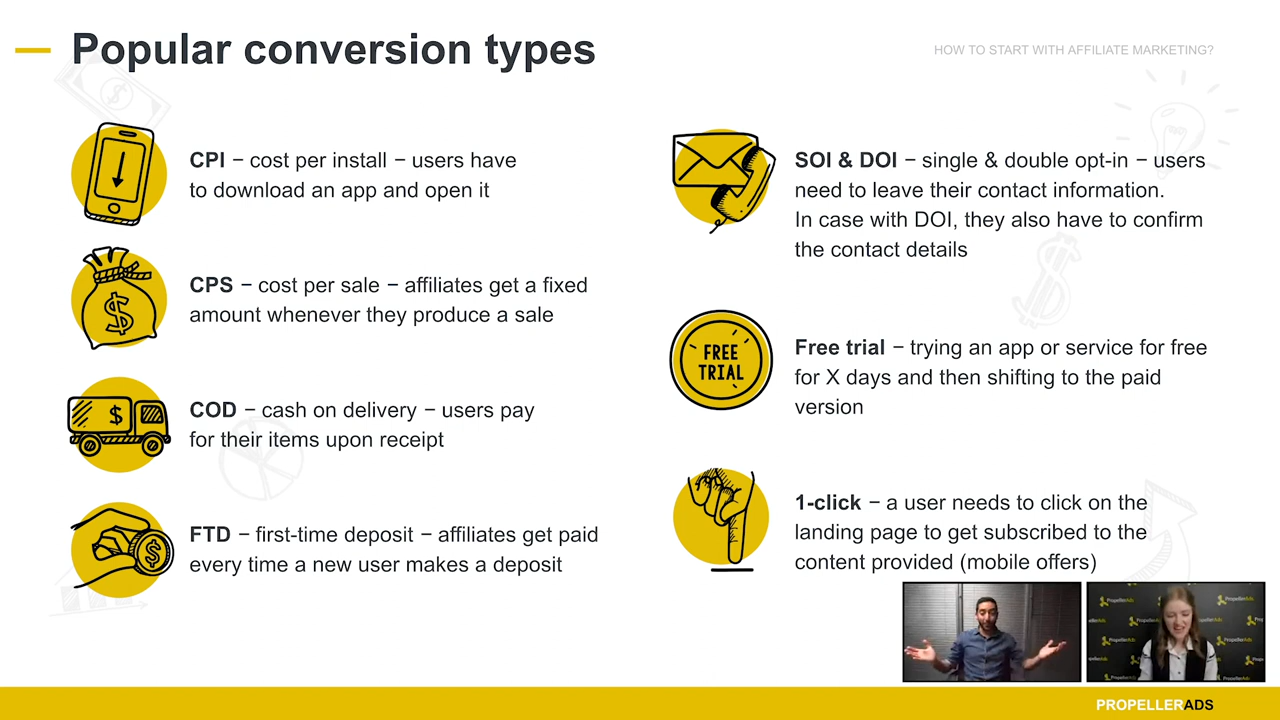 Popular conversion types
HOW TO START WITH AFFILIATE MARKETING?
CPI − cost per install − users have
to download an app and open it
CPS − cost per sale − affiliates get a fixed
amount whenever they produce a sale
COD − cash on delivery − users pay
for their items upon receipt
FTD − first-time deposit − affiliates get paid
every time a new user makes a deposit
SOI & DOI − single & double opt-in − users
need to leave their contact information.
In case with DOI, they also have to confirm
the contact details
FREE
TRIAL
Free trial − trying an app or service for free
for X days and then shifting to the paid
version
1-click − a user needs to click on the
landing page to get subscribed to the
content provided (mobile offers)
PropellerAds
PropellerAds
PropellerAds
PROPELLERADS